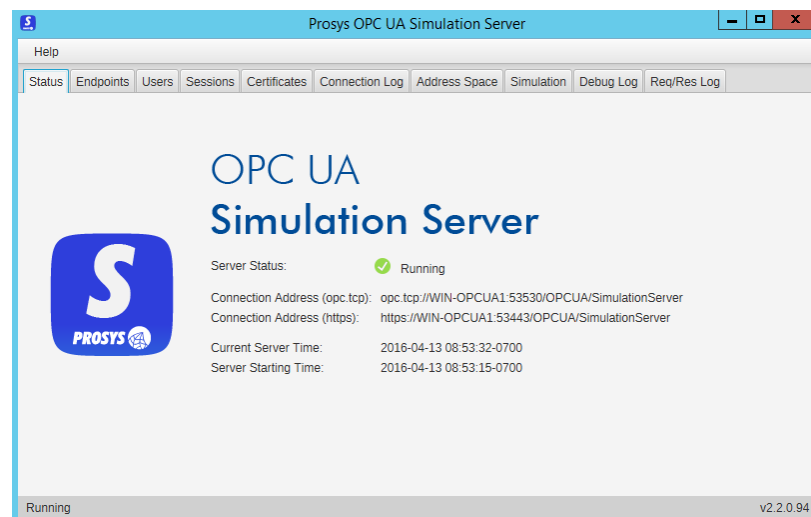 S
Prosys OPC UA Simulation Server
Help
Status Endpoints Users Sessions Certificates Connection Log Address Space Simulation Debug Log Req/Res Log
OPC UA
Simulation Server
S
PROSYS
Server Status: Running
Connection Address (opc.tcp): opc.tcp://WIN-OPCUA1:53530/OPCUA/SimulationServer
Connection Address (https): https://WIN-OPCUA1:53443/OPCUA/SimulationServer
Current Server Time: 2016-04-13 08:53:32-0700
Server Starting Time: 2016-04-13 08:53:15-0700
Running v2.2.0.94